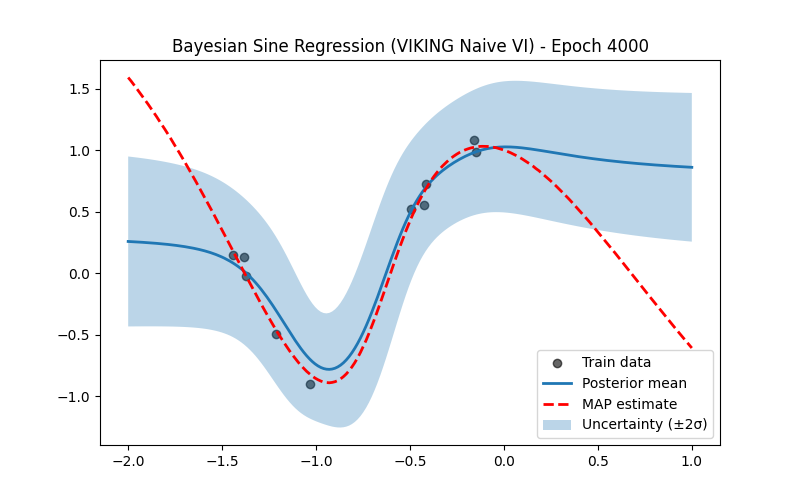 Bayesian Sine Regression (VIKING Naive VI) - Epoch 4000
1.5
1.0
0.5
0.0
−0.5
−1.0
Train data
Posterior mean
MAP estimate
Uncertainty (±2σ)
−2.0 −1.5 −1.0 −0.5 0.0 0.5 1.0